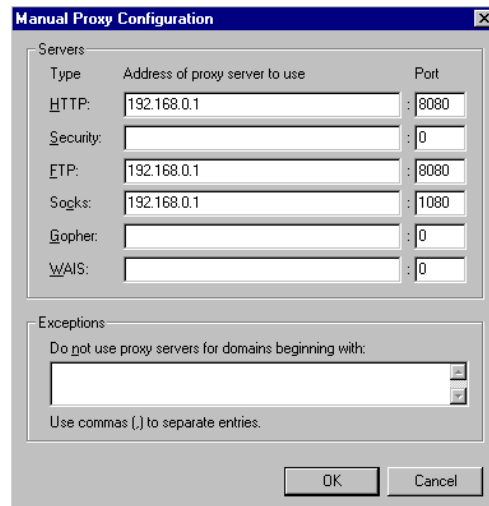 Manual Proxy Configuration
Servers
Type Address of proxy server to use Port
HTTP: 192.168.0.1 : 8080
Security: : 0
FTP: 192.168.0.1 : 8080
Socks: 192.168.0.1 : 1080
Gopher: : 0
WAIS: : 0
Exceptions
Do not use proxy servers for domains beginning with:
Use commas (,) to separate entries.
OK Cancel